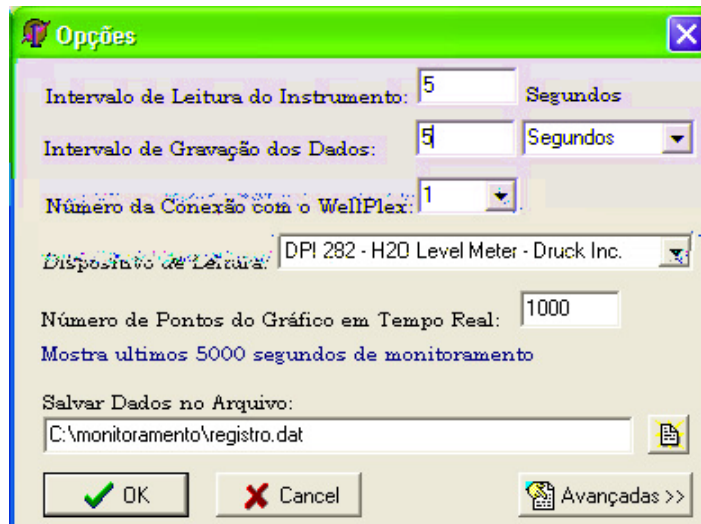 Opções
Intervalo de Leitura do Instrumento: 5 Segundos
Intervalo de Gravação dos Dados: 5 Segundos
Número da Conexão com o WellPlex: 1
Dispositivo de Leitura: DPI 282 - H2O Level Meter - Druck Inc.
Número de Pontos do Gráfico em Tempo Real: 1000
Mostra ultimos 5000 segundos de monitoramento
Salvar Dados no Arquivo:
C:\monitoramento\registro.dat
OK Cancel Avançadas >>